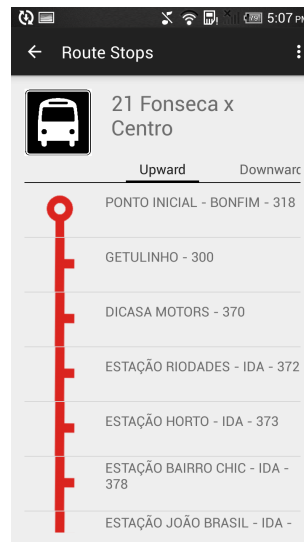 5:07 PM
Route Stops
21 Fonseca x
Centro
Upward
Downward
PONTO INICIAL - BONFIM - 318
GETULINHO - 300
DICASA MOTORS - 370
ESTAÇÃO RIODADES - IDA - 372
ESTAÇÃO HORTO - IDA - 373
ESTAÇÃO BAIRRO CHIC - IDA -
378
ESTAÇÃO JOÃO BRASIL - IDA -